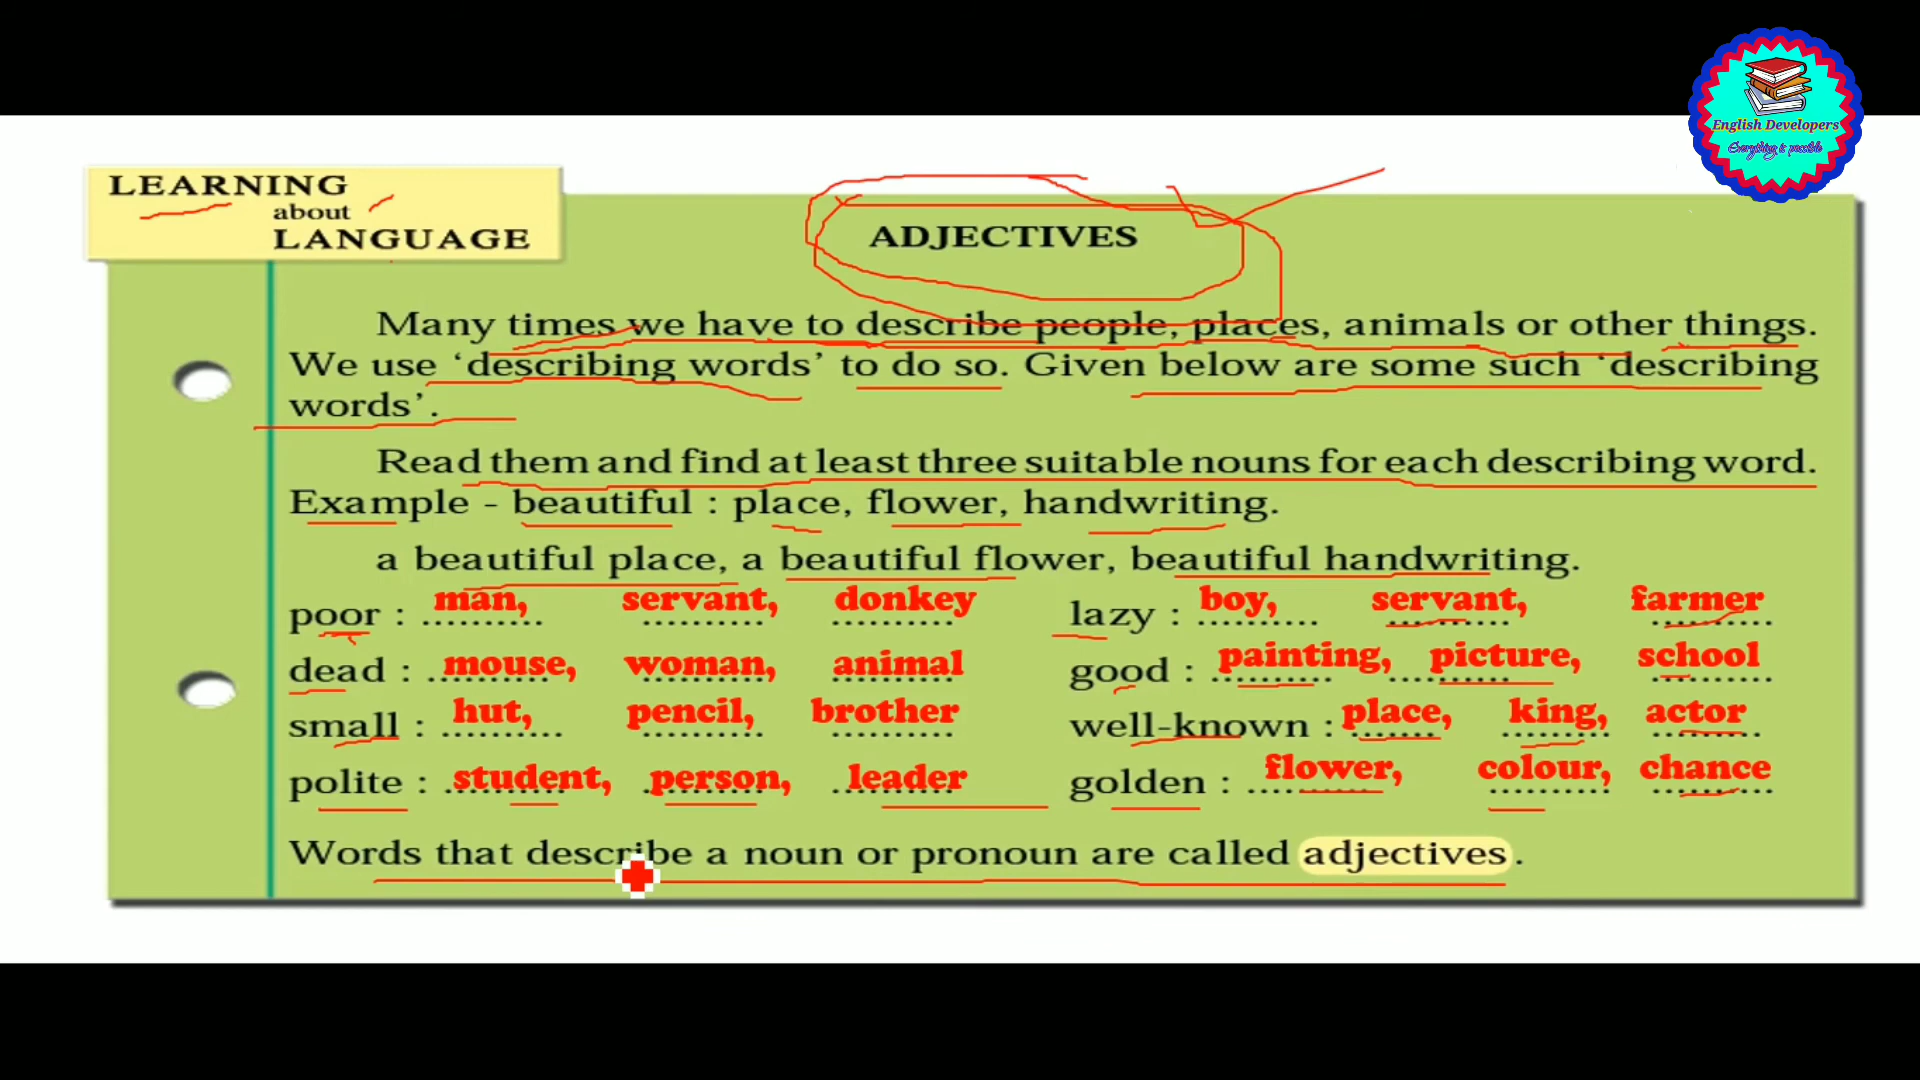 English Developers
Everything is possible
LEARNING
about
LANGUAGE
ADJECTIVES
Many times we have to describe people, places, animals or other things.
We use ‘describing words’ to do so. Given below are some such ‘describing
words’.
Read them and find at least three suitable nouns for each describing word.
Example - beautiful : place, flower, handwriting.
a beautiful place, a beautiful flower, beautiful handwriting.
poor : man, servant, donkey lazy : boy, servant, farmer
dead : mouse, woman, animal good : painting, picture, school
small : hut, pencil, brother well-known : place, king, actor
polite : student, person, leader golden : flower, colour, chance
Words that describe a noun or pronoun are called adjectives.